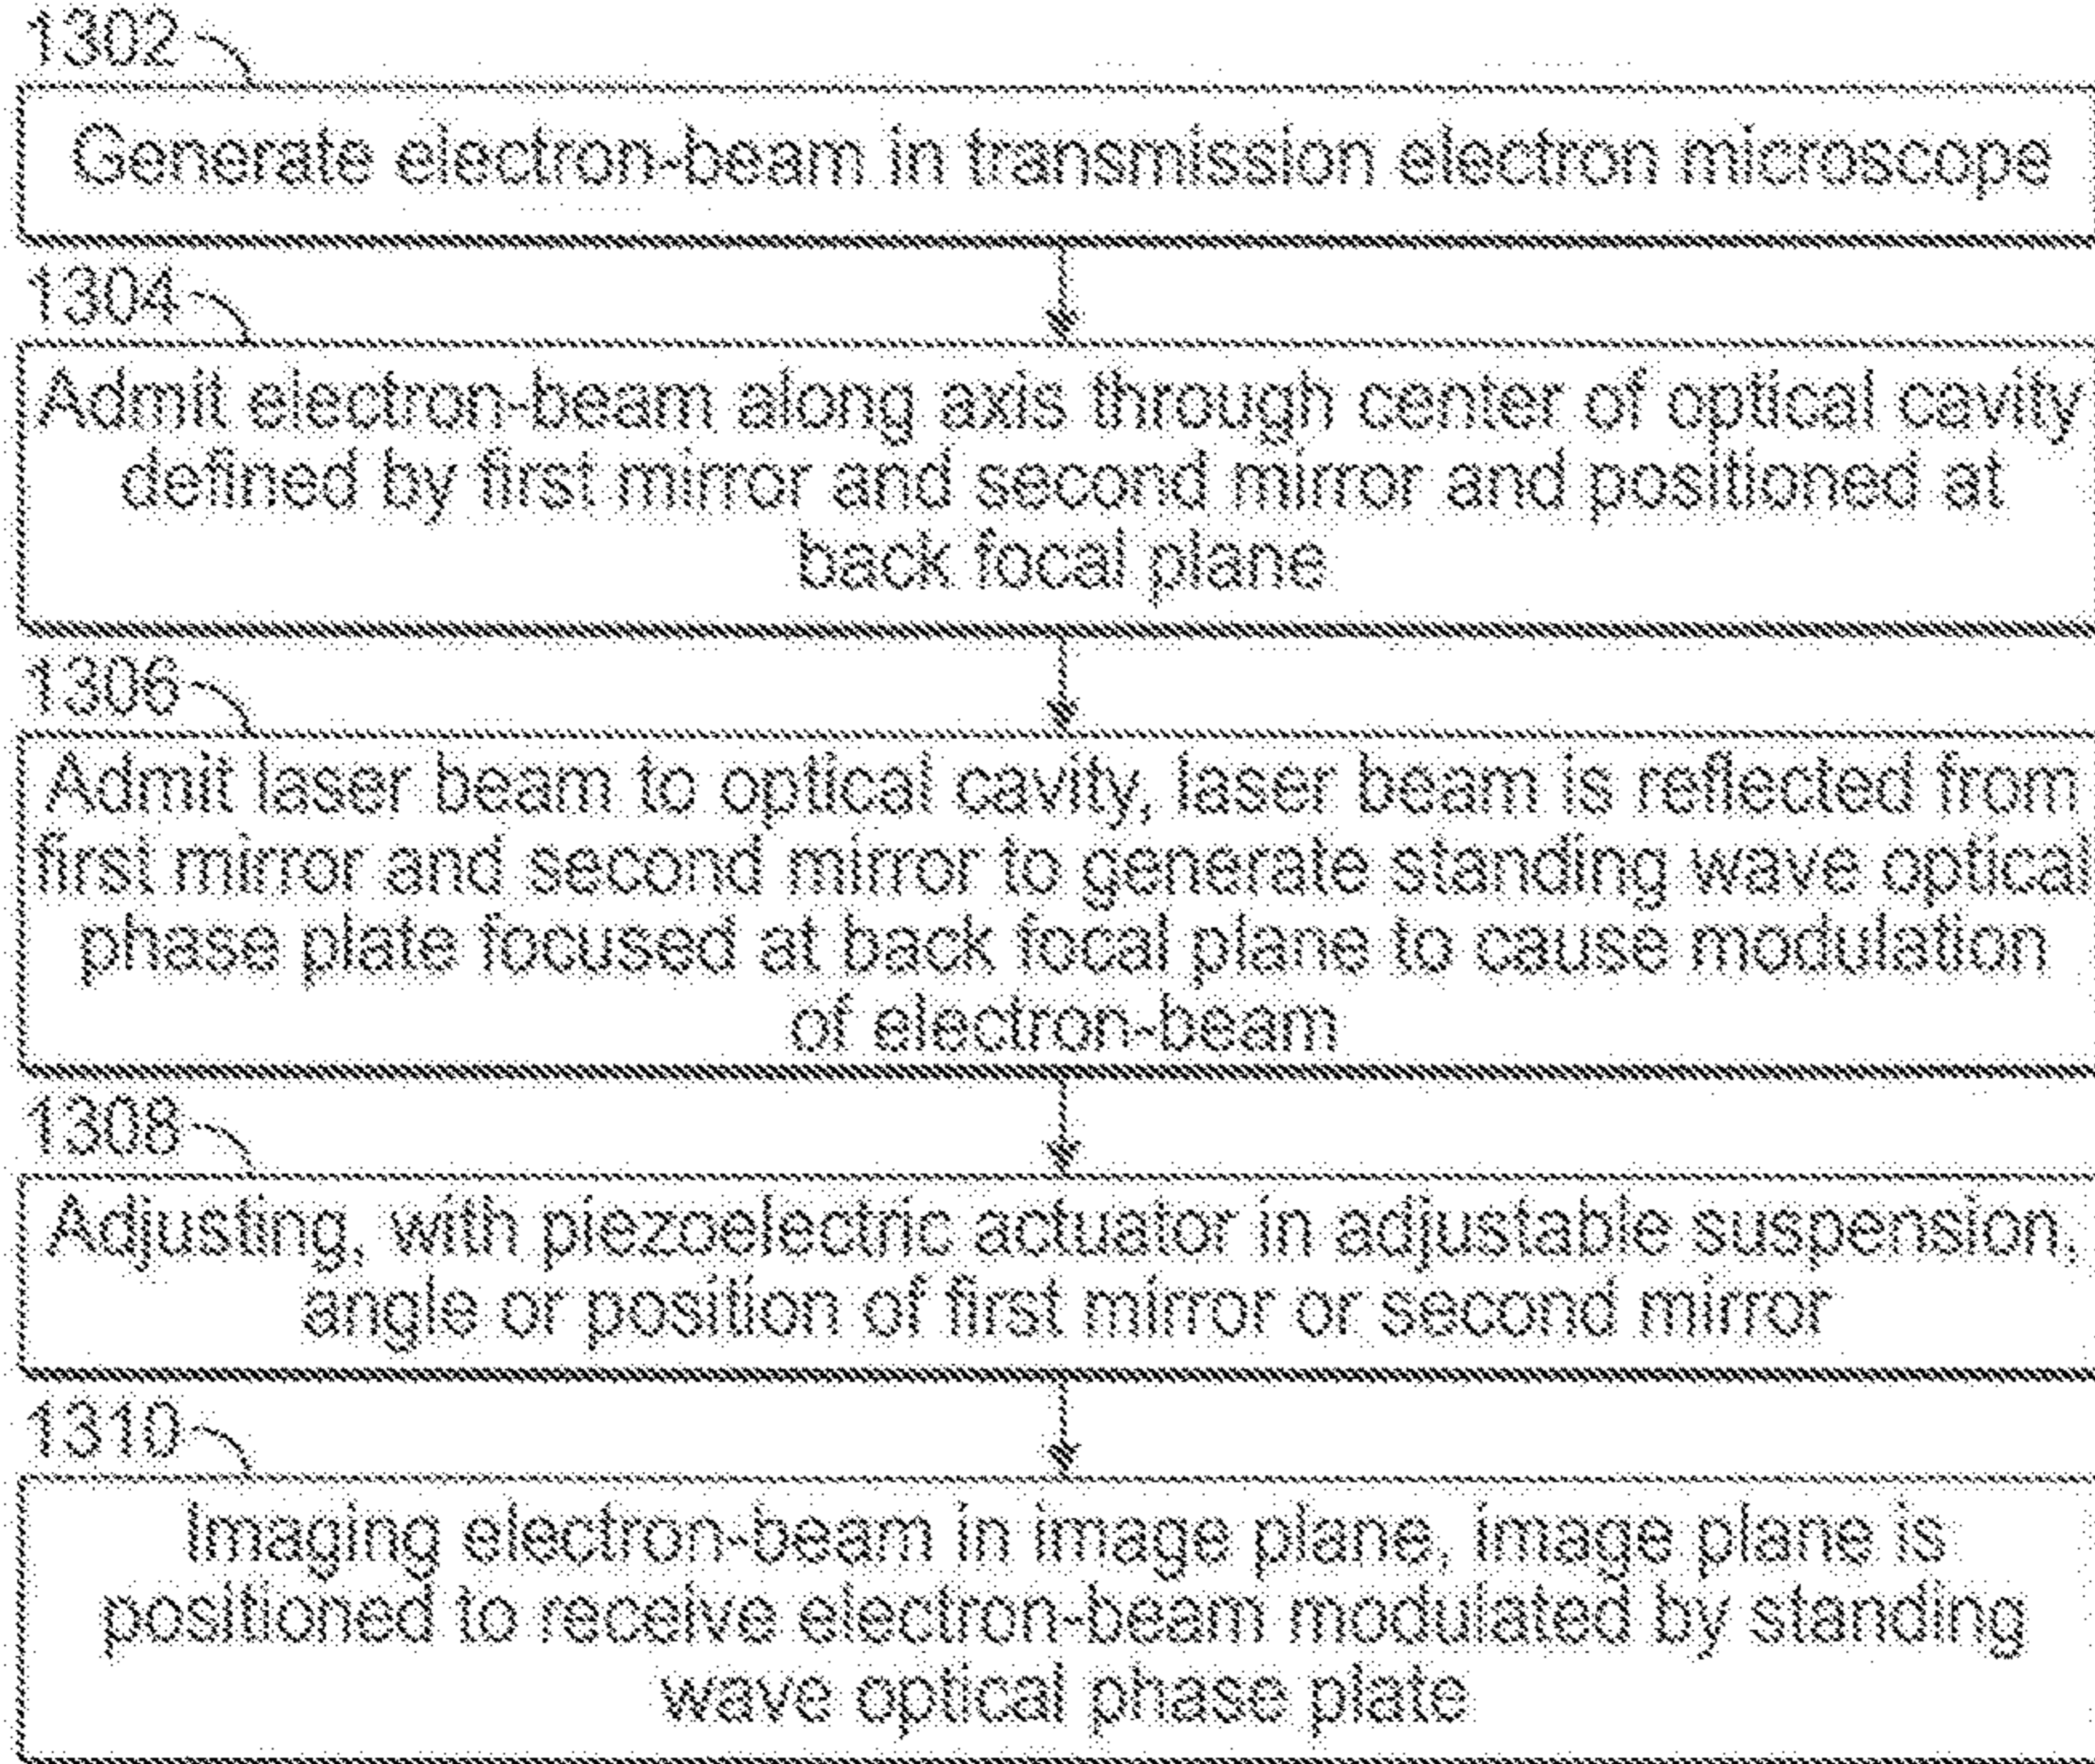 1302
Generate electron-beam in transmission electron microscope
1304
Admit electron-beam along axis through center of optical cavity
defined by first mirror and second mirror and positioned at
back focal plane
1306
Admit laser beam to optical cavity, laser beam is reflected from
first mirror and second mirror to generate standing wave optical
phase plate focused at back focal plane to cause modulation
of electron-beam
1308
Adjusting, with piezoelectric actuator in adjustable suspension,
angle or position of first mirror or second mirror
1310
Imaging electron-beam in image plane, image plane is
positioned to receive electron-beam modulated by standing
wave optical phase plate